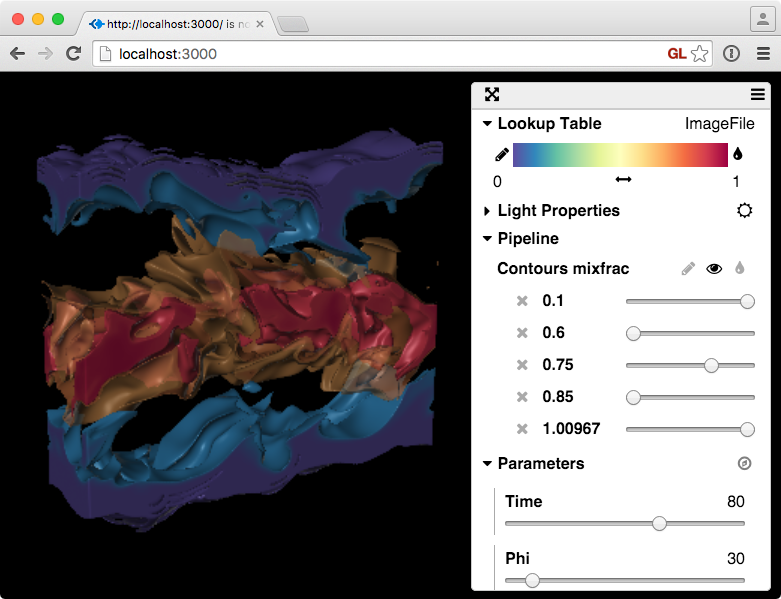 http://localhost:3000/ is no
localhost:3000
GL
Lookup Table ImageFile
0 1
Light Properties
Pipeline
Contours mixfrac
0.1
0.6
0.75
0.85
1.00967
Parameters
Time 80
Phi 30